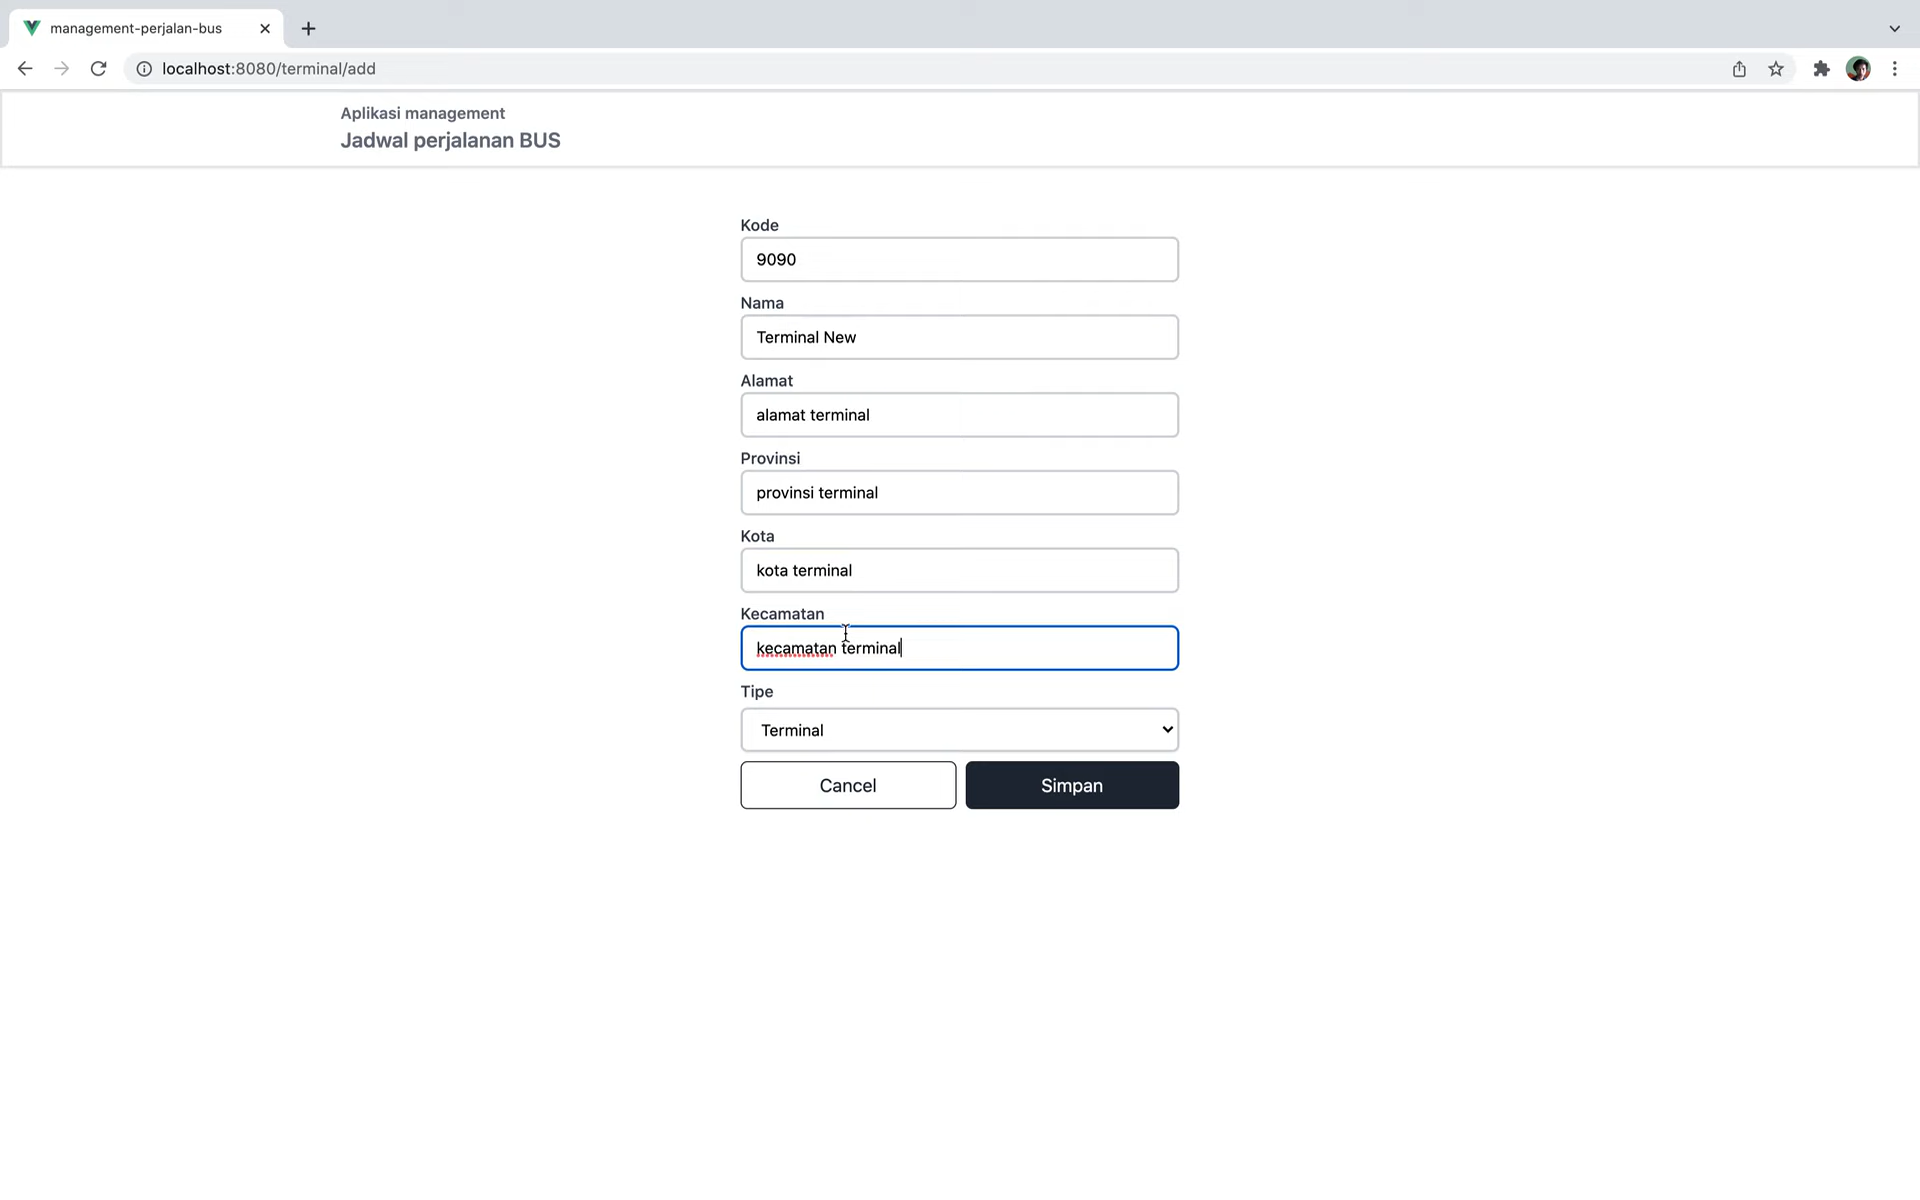 management-perjalan-bus
localhost:8080/terminal/add
Aplikasi management
Jadwal perjalanan BUS
Kode
9090
Nama
Terminal New
Alamat
alamat terminal
Provinsi
provinsi terminal
Kota
kota terminal
Kecamatan
kecamatan terminal
Tipe
Terminal
Cancel Simpan